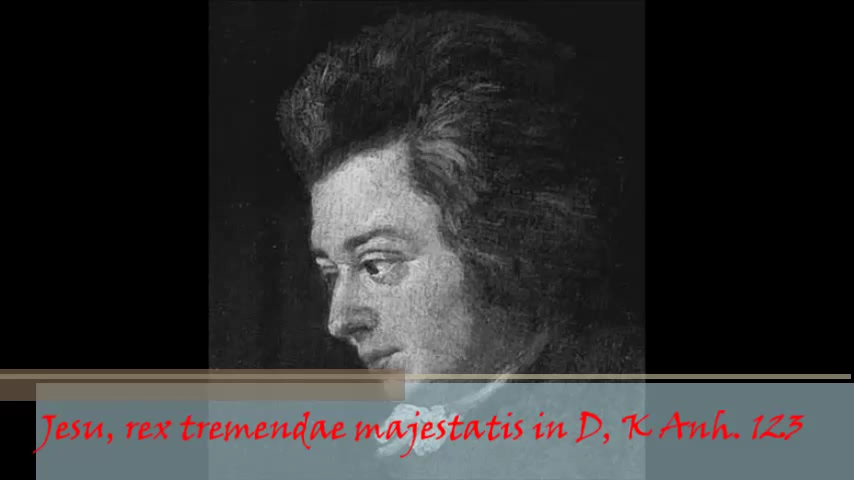 Jesu, rex tremendae majestatis in D, K Anh. 123